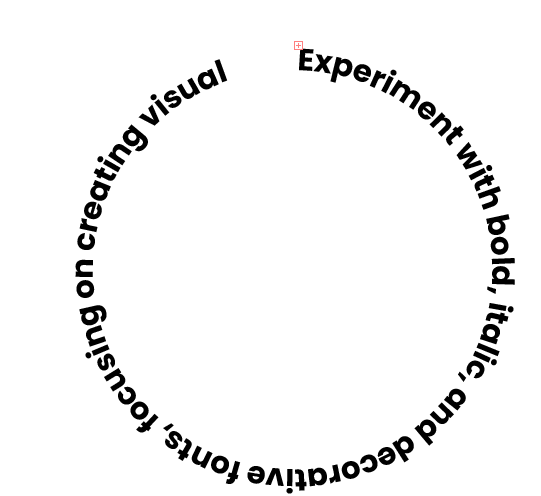 Experiment with bold, italic, and decorative fonts, focusing on creating visual